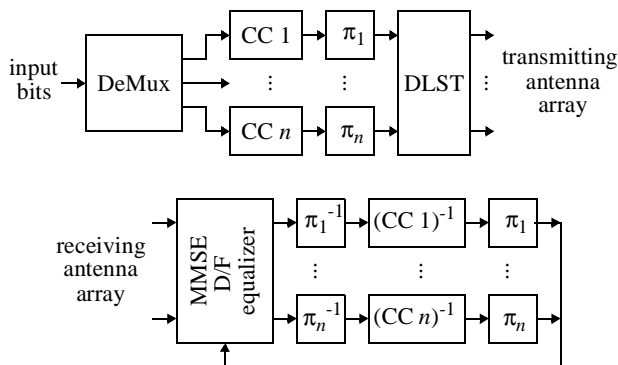 input
bits
DeMux
CC 1
π1
...
CC n
πn
DLST
transmitting
antenna
array
receiving
antenna
array
MMSE
D/F
equalizer
π1-1
(CC 1)-1
π1
...
πn-1
(CC n)-1
πn